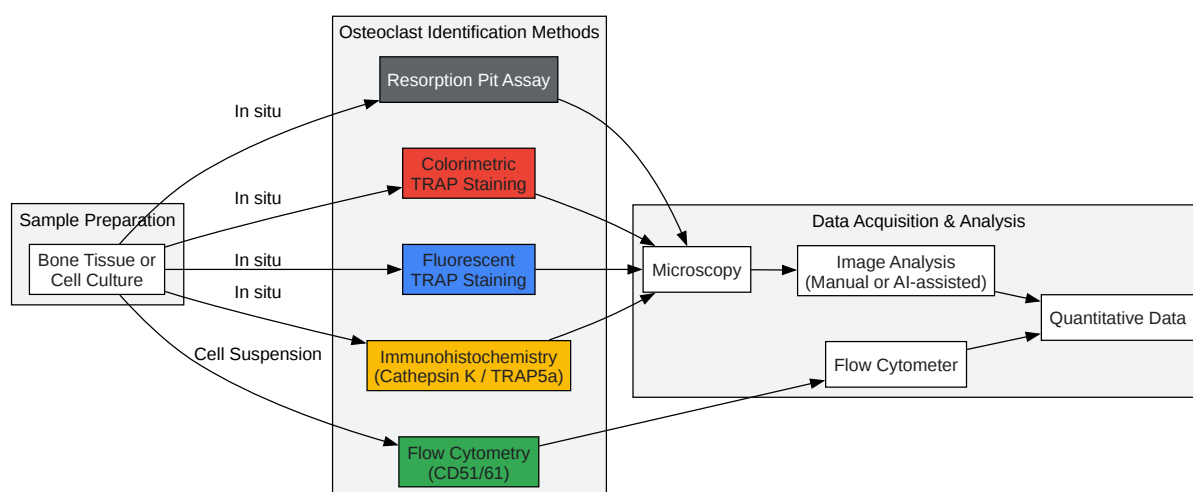 Osteoclast Identification Methods
Resorption Pit Assay
In situ
Colorimetric
TRAP Staining
In situ
Sample Preparation
Bone Tissue or
Cell Culture
In situ
Fluorescent
TRAP Staining
In situ
Immunohistochemistry
(Cathepsin K / TRAP5a)
Cell Suspension
Flow Cytometry
(CD51/61)
Data Acquisition & Analysis
Microscopy
Image Analysis
(Manual or AI-assisted)
Flow Cytometer
Quantitative Data